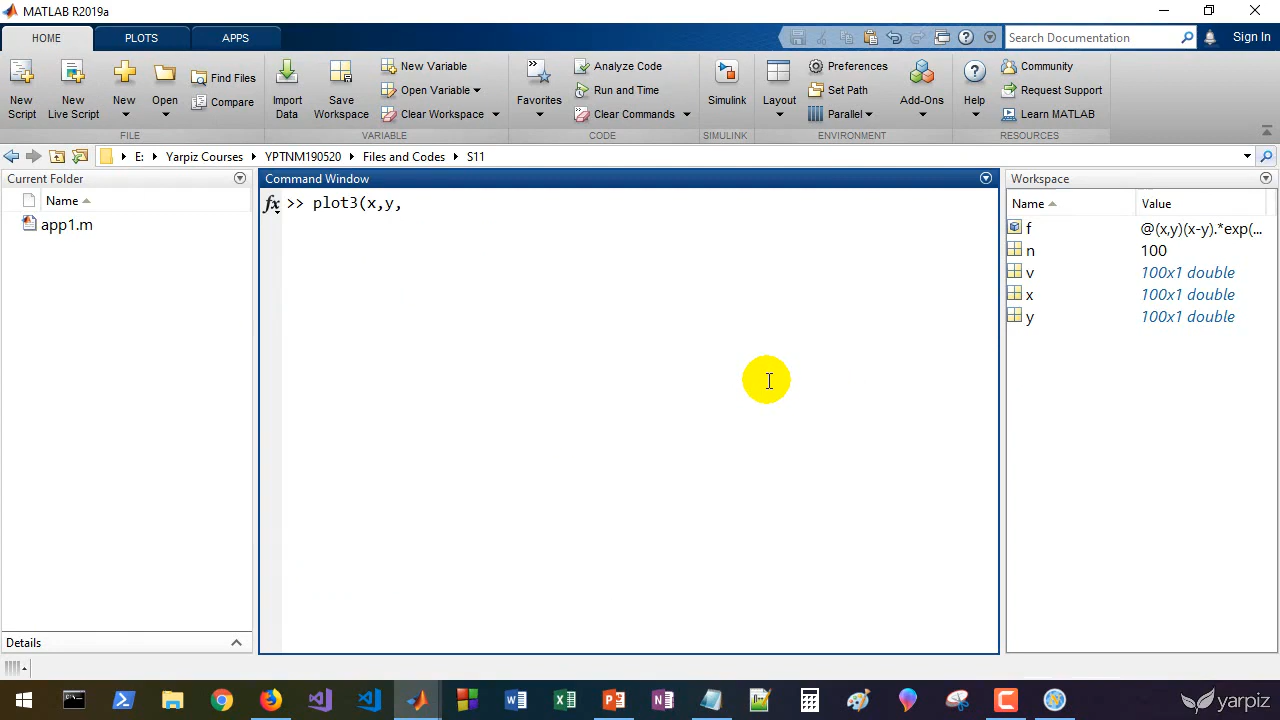 MATLAB R2019a
HOME
PLOTS
APPS
Search Documentation
Sign In
New Script
New Live Script
New
Open
Find Files
Compare
Import Data
Save Workspace
New Variable
Open Variable
Clear Workspace
Favorites
Analyze Code
Run and Time
Clear Commands
Simulink
Layout
Preferences
Set Path
Parallel
Add-Ons
Help
Community
Request Support
Learn MATLAB
FILE
VARIABLE
CODE
SIMULINK
ENVIRONMENT
RESOURCES
E: Yarpiz Courses YPTNM190520 Files and Codes S11
Current Folder
Name
app1.m
Details
Command Window
fx >> plot3(x,y,
Workspace
Name Value
f @(x,y)(x-y).*exp(...
n 100
v 100x1 double
x 100x1 double
y 100x1 double
yarpiz